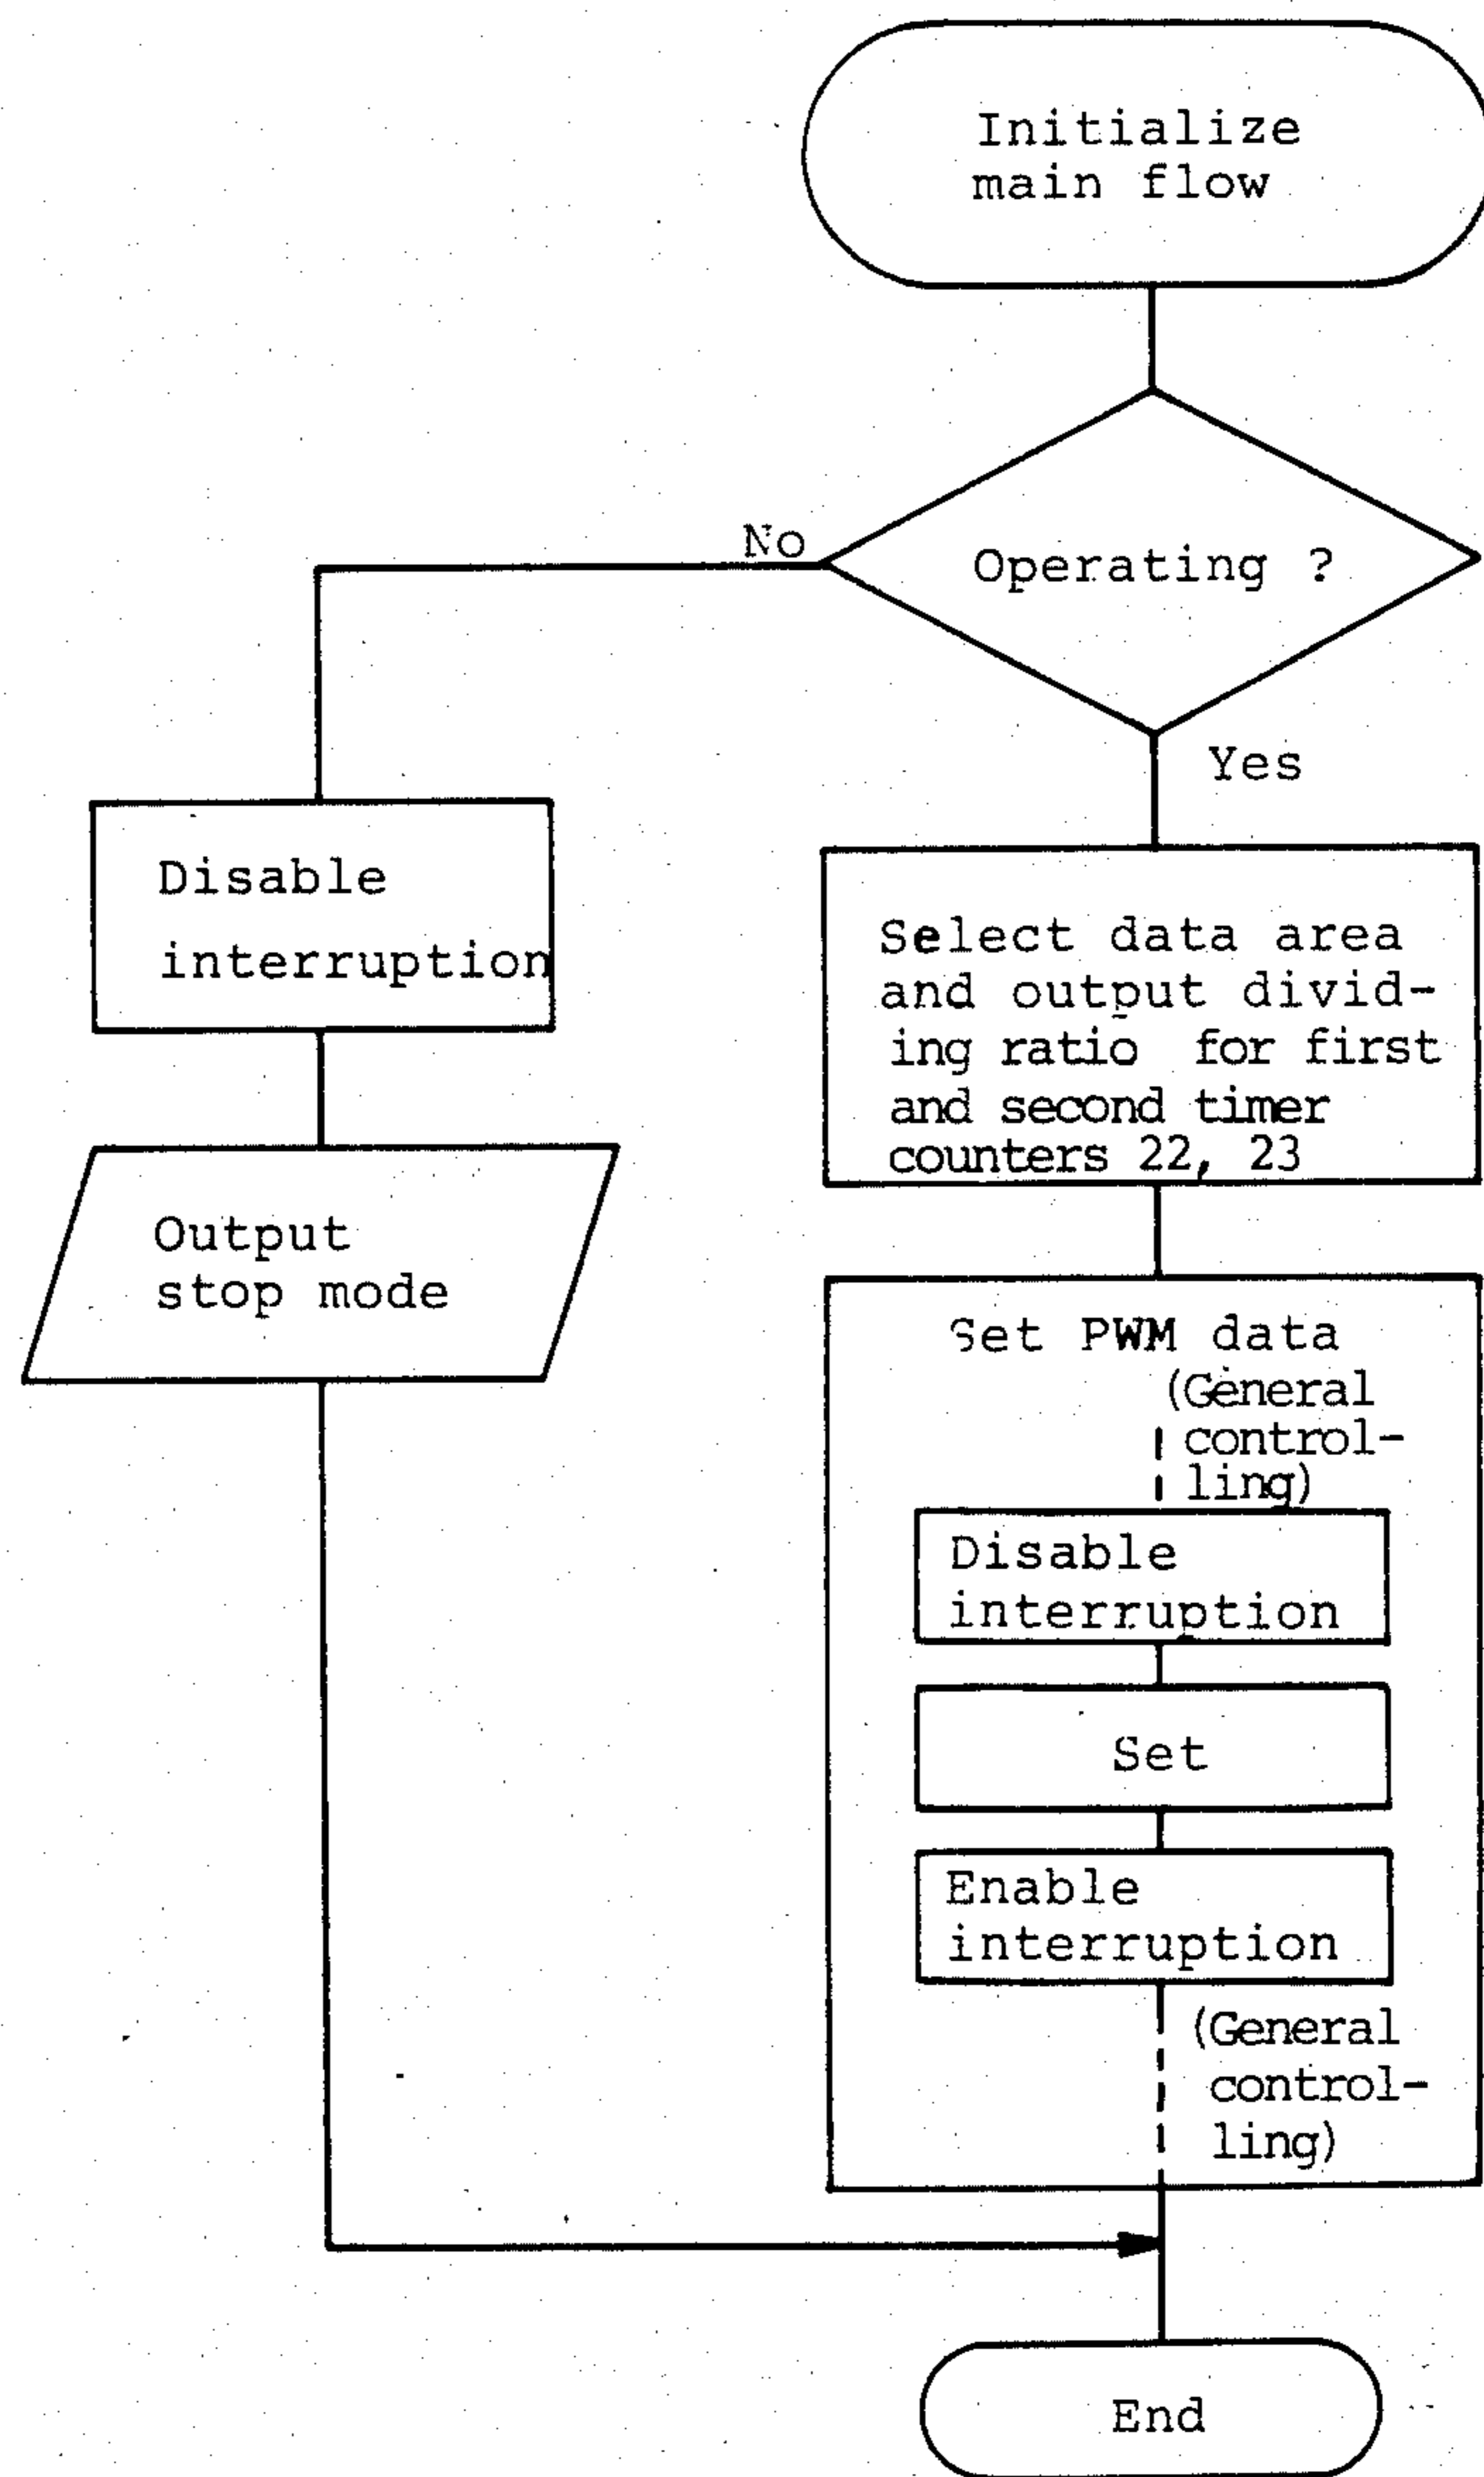 Initialize
main flow
Operating ?
No
Yes
Disable
interruption
Output
stop mode
Select data area
and output divid-
ing ratio for first
and second timer
counters 22, 23
Set PWM data
(General
control-
ling)
Disable
interruption
Set
Enable
interruption
(General
control-
ling)
End